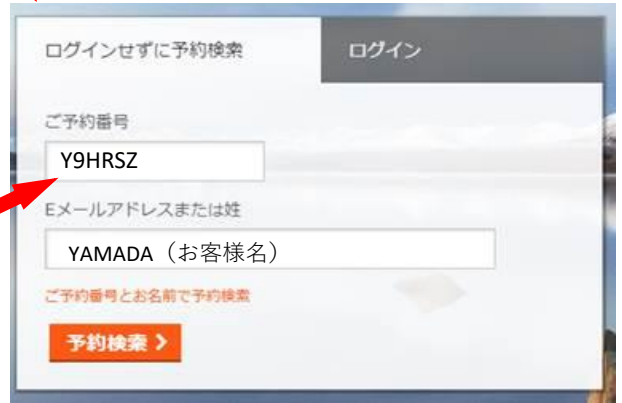 ログインせずに予約検索
ログイン
ご予約番号
Y9HRSZ
Eメールアドレスまたは姓
YAMADA（お客様名）
ご予約番号とお名前で予約検索
予約検索 >